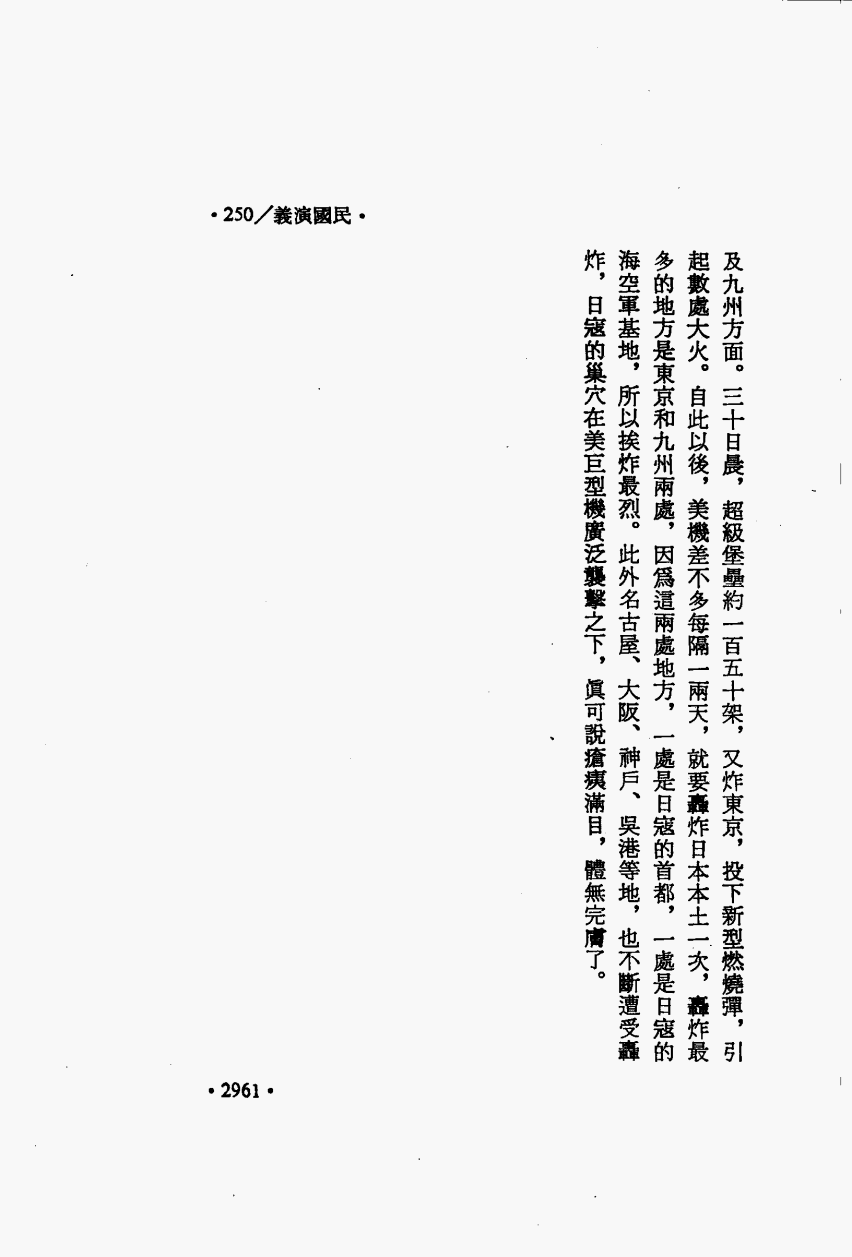 •250／義演國民•
及九州方面。三十日晨，超級堡壘約一百五十架，又炸東京，投下新型燃燒彈，引
起數處大火。自此以後，美機差不多每隔一兩天，就要轟炸日本本土一次，轟炸最
多的地方是東京和九州兩處，因爲這兩處地方，一處是日寇的首都，一處是日寇的
海空軍基地，所以挨炸最烈。此外名古屋、大阪、神戶、吳港等地，也不斷遭受轟
炸，日寇的巢穴在美巨型機廣泛襲擊之下，眞可說瘡痍滿目，體無完膚了。
•2961•